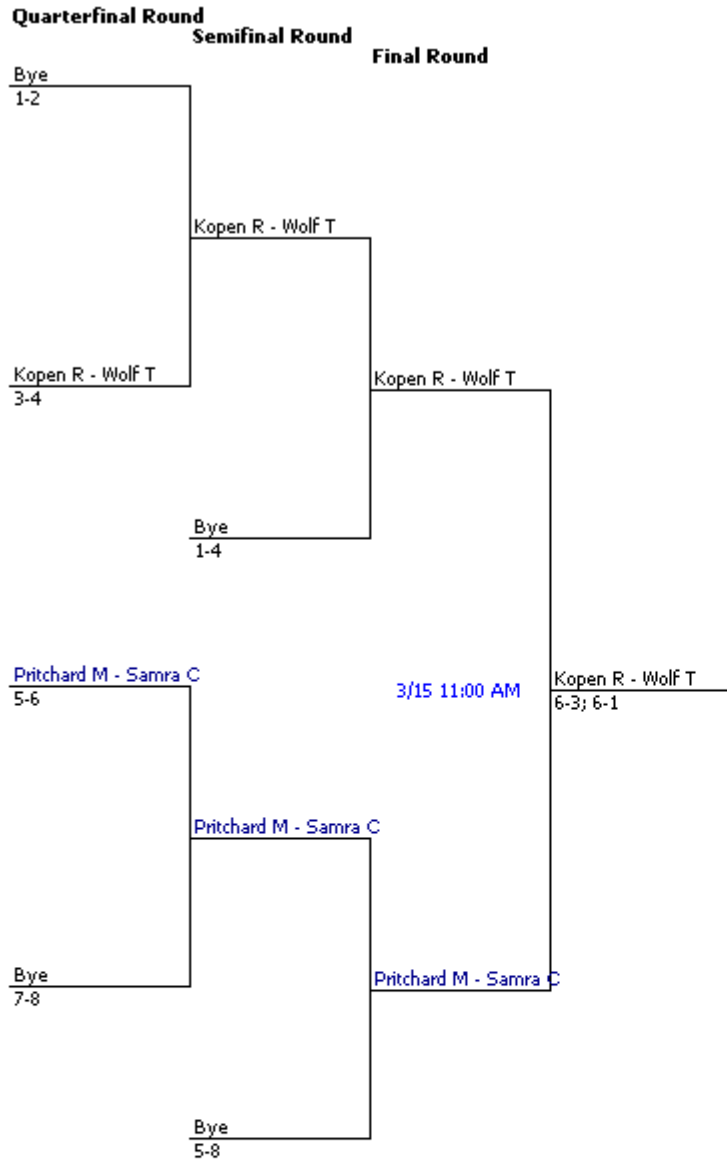 Quarterfinal Round
Semifinal Round
Final Round
Bye
1-2
Kopen R - Wolf T
Kopen R - Wolf T
3-4
Kopen R - Wolf T
Bye
1-4
Pritchard M - Samra C
5-6
3/15 11:00 AM
Kopen R - Wolf T
6-3; 6-1
Pritchard M - Samra C
Bye
7-8
Pritchard M - Samra C
Bye
5-8